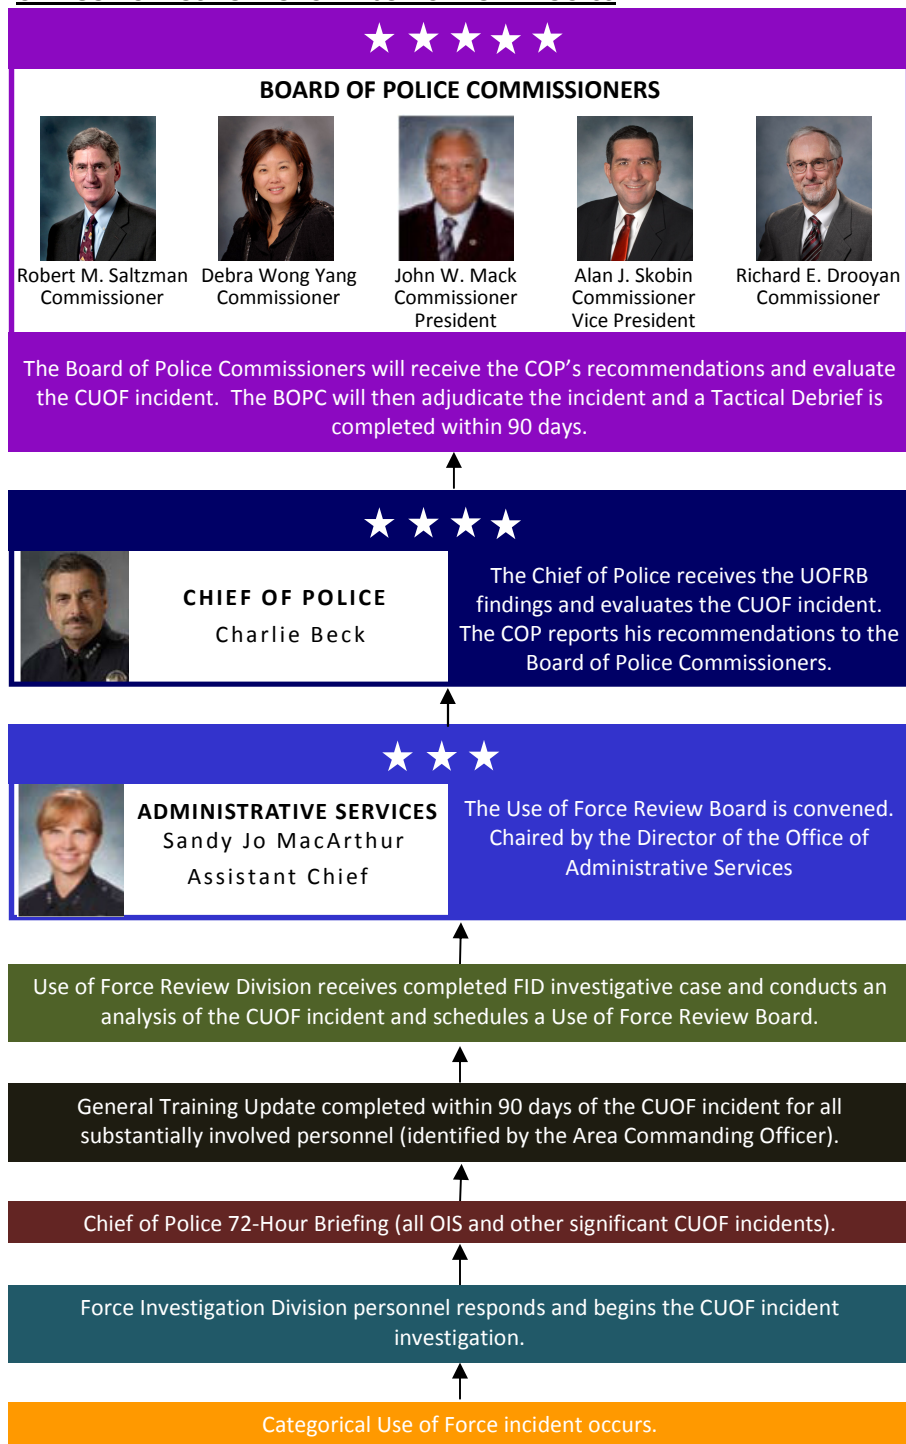 BOARD OF POLICE COMMISSIONERS
Robert M. Saltzman
Commissioner
Debra Wong Yang
Commissioner
John W. Mack
Commissioner
President
Alan J. Skobin
Commissioner
Vice President
Richard E. Drooyan
Commissioner
The Board of Police Commissioners will receive the COP’s recommendations and evaluate
the CUOF incident.  The BOPC will then adjudicate the incident and a Tactical Debrief is
completed within 90 days.
CHIEF OF POLICE
Charlie Beck
The Chief of Police receives the UOFRB
findings and evaluates the CUOF incident.
The COP reports his recommendations to the
Board of Police Commissioners.
ADMINISTRATIVE SERVICES
Sandy Jo MacArthur
Assistant Chief
The Use of Force Review Board is convened.
Chaired by the Director of the Office of
Administrative Services
Use of Force Review Division receives completed FID investigative case and conducts an
analysis of the CUOF incident and schedules a Use of Force Review Board.
General Training Update completed within 90 days of the CUOF incident for all
substantially involved personnel (identified by the Area Commanding Officer).
Chief of Police 72-Hour Briefing (all OIS and other significant CUOF incidents).
Force Investigation Division personnel responds and begins the CUOF incident
investigation.
Categorical Use of Force incident occurs.